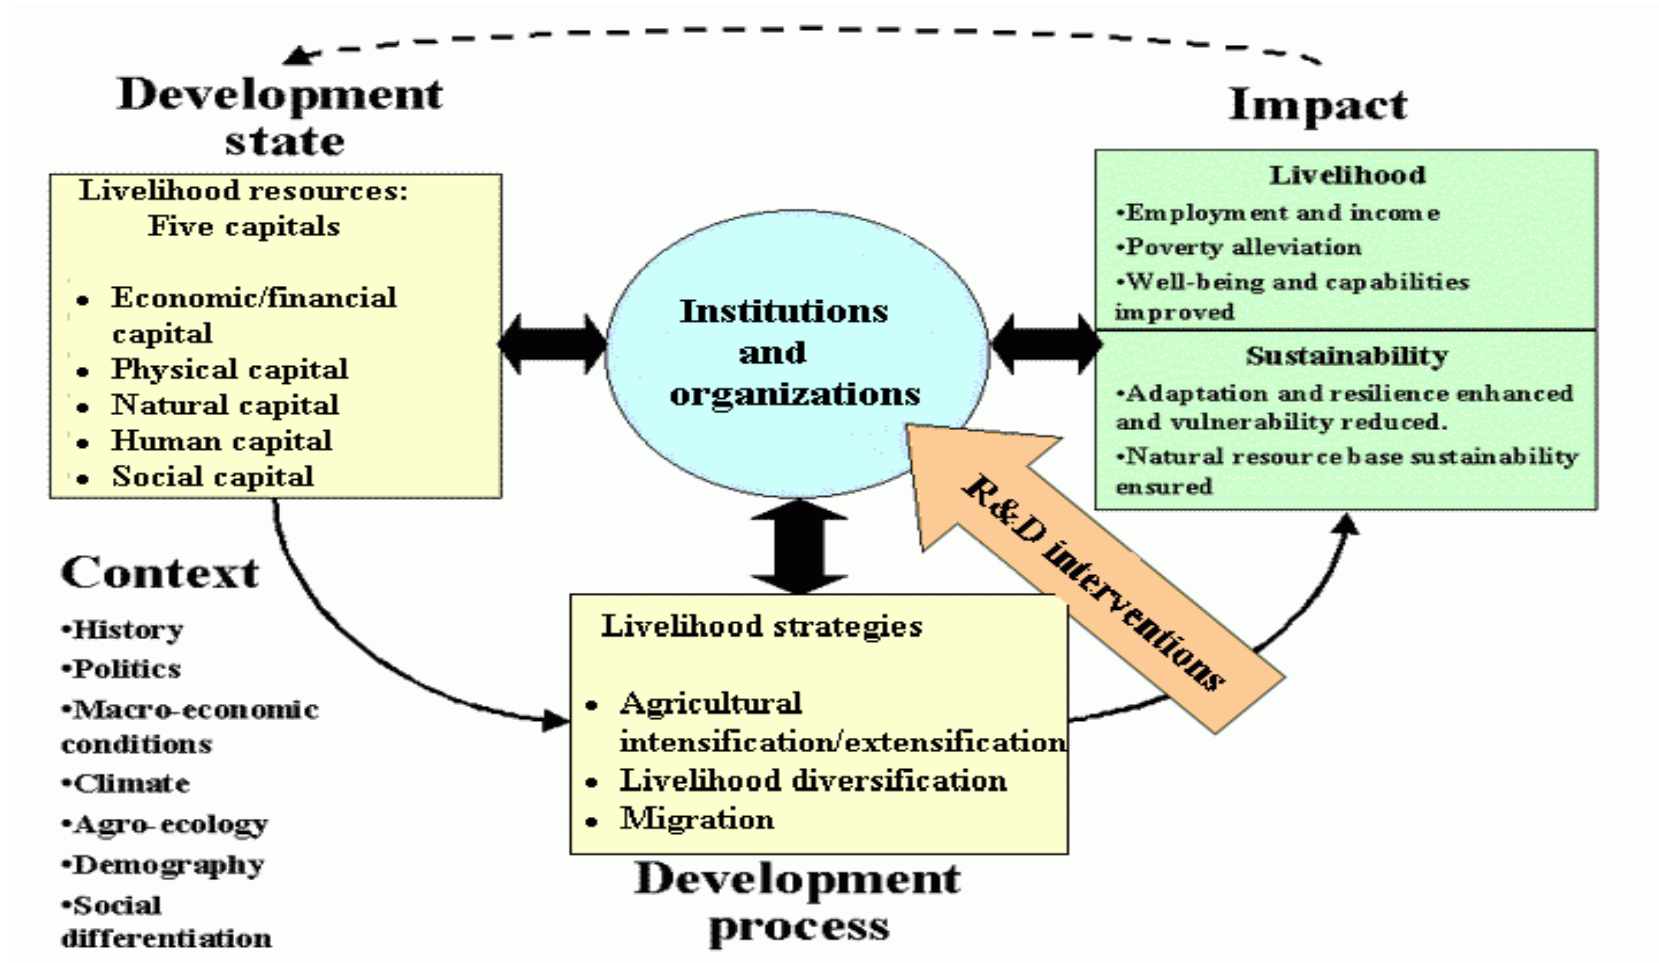 Development
state
Livelihood resources:
Five capitals
• Economic/financial
capital
• Physical capital
• Natural capital
• Human capital
• Social capital
Context
•History
•Politics
•Macro-economic
conditions
•Climate
•Agro-ecology
•Demography
•Social
differentiation
Institutions
and
organizations
R&D interventions
Livelihood strategies
• Agricultural
intensification/extensification
• Livelihood diversification
• Migration
Development
process
Impact
Livelihood
•Employment and income
•Poverty alleviation
•Well-being and capabilities
improved
Sustainability
•Adaptation and resilience enhanced
and vulnerability reduced.
•Natural resource base sustainability
ensured